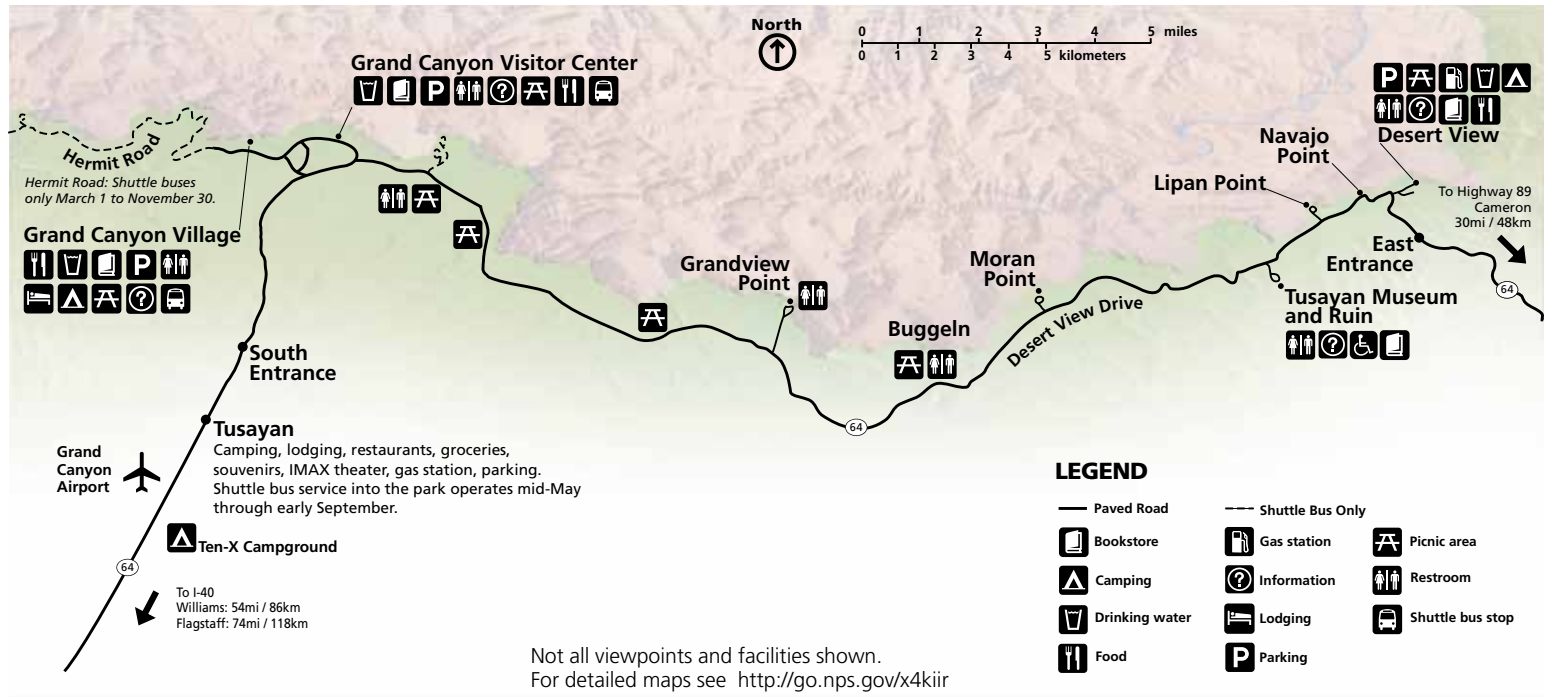 North
0 1 2 3 4 5 miles
0 1 2 3 4 5 kilometers
Grand Canyon Visitor Center
P
?
Hermit Road
Hermit Road: Shuttle buses
only March 1 to November 30.
Grand Canyon Village
P
?
P
?
Desert View
Navajo
Point
Lipan Point
To Highway 89
Cameron
30mi / 48km
East
Entrance
64
Tusayan Museum
and Ruin
?
Moran
Point
Desert View Drive
Grandview
Point
Buggeln
64
South
Entrance
Tusayan
Camping, lodging, restaurants, groceries,
souvenirs, IMAX theater, gas station, parking.
Shuttle bus service into the park operates mid-May
through early September.
Grand
Canyon
Airport
Ten-X Campground
64
To I-40
Williams: 54mi / 86km
Flagstaff: 74mi / 118km
LEGEND
Paved Road
Shuttle Bus Only
Bookstore
Gas station
Picnic area
Camping
? Information
Restroom
Drinking water
Lodging
Shuttle bus stop
Food
P Parking
Not all viewpoints and facilities shown.
For detailed maps see http://go.nps.gov/x4kiir